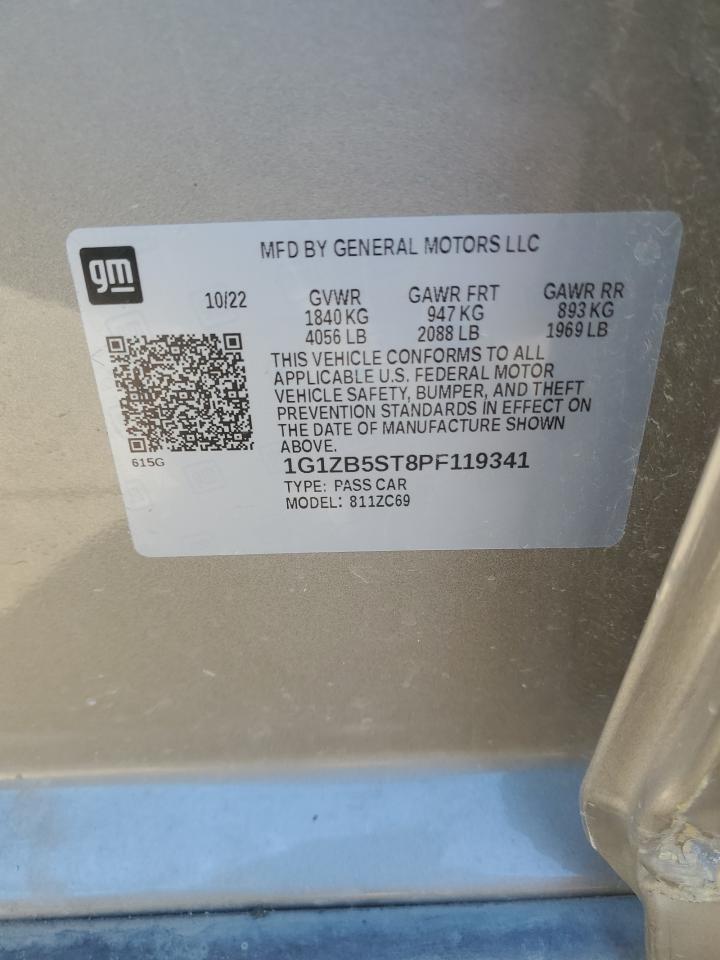 gm
MFD BY GENERAL MOTORS LLC
10/22 GVWR GAWR FRT GAWR RR
1840 KG 947 KG 893 KG
4056 LB 2088 LB 1969 LB
THIS VEHICLE CONFORMS TO ALL
APPLICABLE U.S. FEDERAL MOTOR
VEHICLE SAFETY, BUMPER, AND THEFT
PREVENTION STANDARDS IN EFFECT ON
THE DATE OF MANUFACTURE SHOWN
ABOVE.
615G
1G1ZB5ST8PF119341
TYPE: PASS CAR
MODEL: 811ZC69